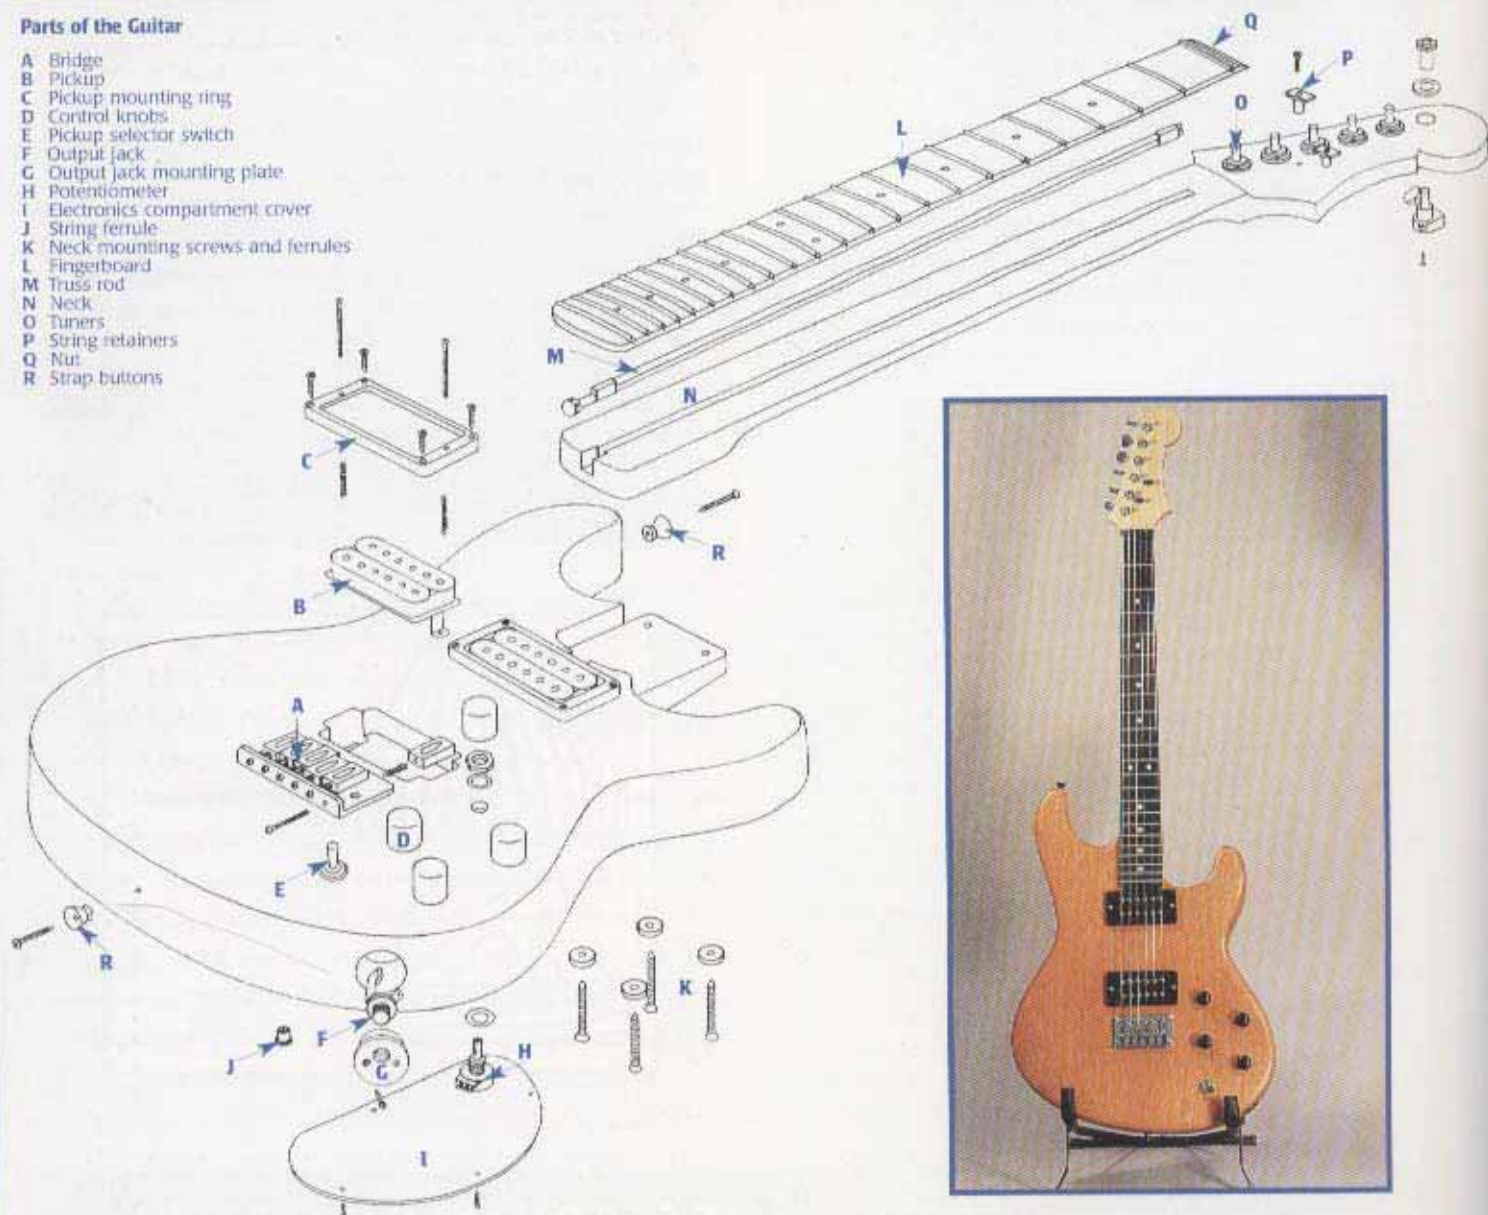 Parts of the Guitar
A Bridge
B Pickup
C Pickup mounting ring
D Control knobs
E Pickup selector switch
F Output jack
G Output jack mounting plate
H Potentiometer
I Electronics compartment cover
J String ferrule
K Neck mounting screws and ferrules
L Fingerboard
M Truss rod
N Neck
O Tuners
P String retainers
Q Nut
R Strap buttons
Q
P
O
L
M
N
C
R
B
A
D
E
R
K
F
J
H
G
I